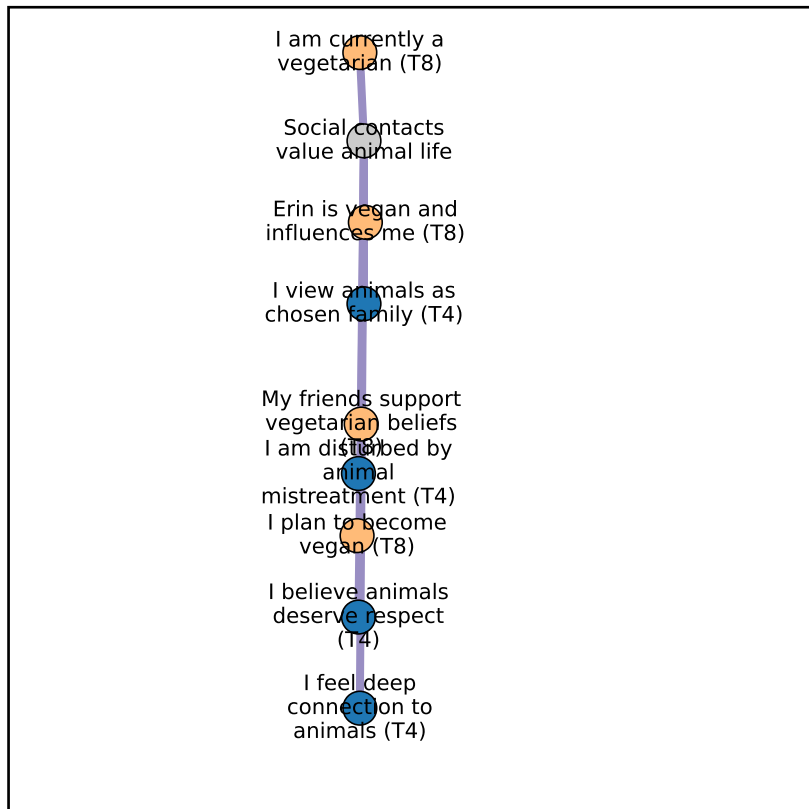 I am currently a
vegetarian (T8)
Social contacts
value animal life
Erin is vegan and
influences me (T8)
I view animals as
chosen family (T4)
My friends support
vegetarian beliefs
(T8)
I am disturbed by
animal
mistreatment (T4)
I plan to become
vegan (T8)
I believe animals
deserve respect
(T4)
I feel deep
connection to
animals (T4)